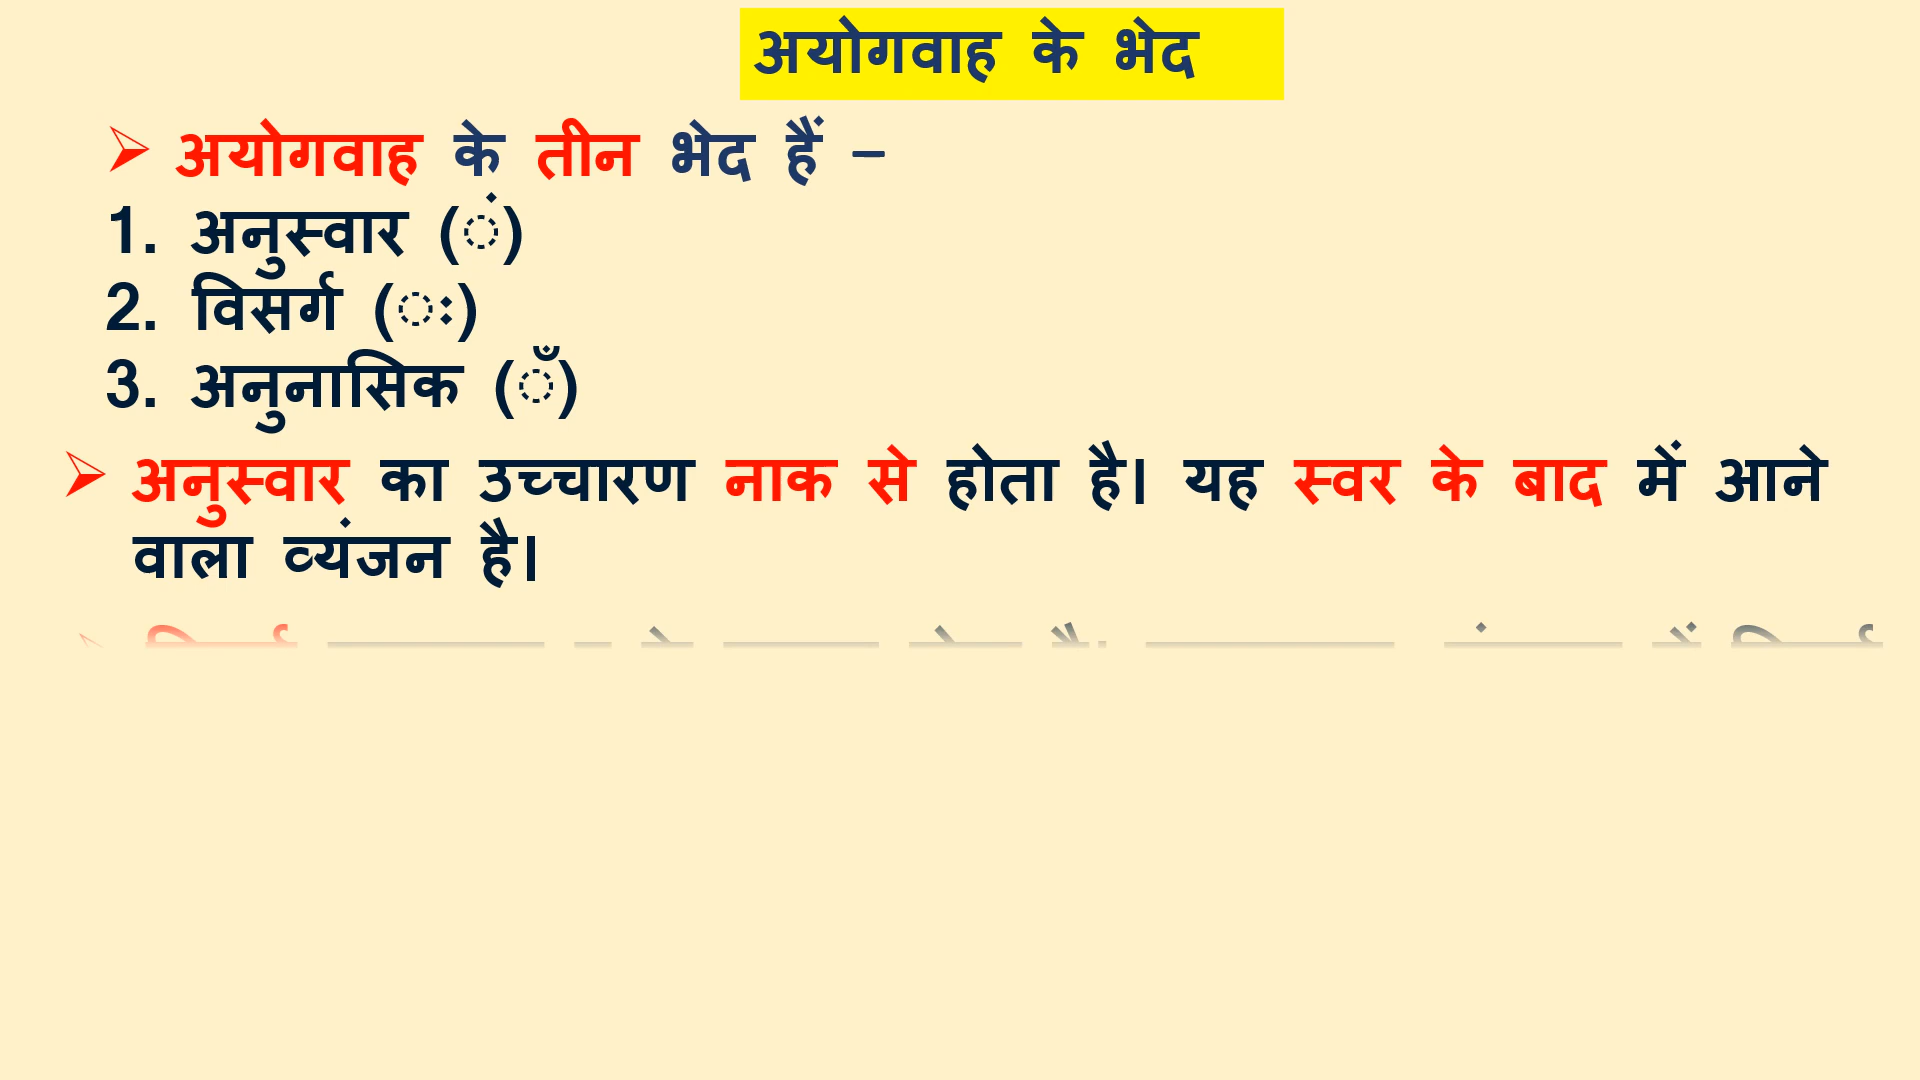 अयोगवाह के भेद
➢ अयोगवाह के तीन भेद हैं –
1. अनुस्वार (ं)
2. विसर्ग (ः)
3. अनुनासिक (ँ)
➢ अनुस्वार का उच्चारण नाक से होता है। यह स्वर के बाद में आने
वाला व्यंजन है।